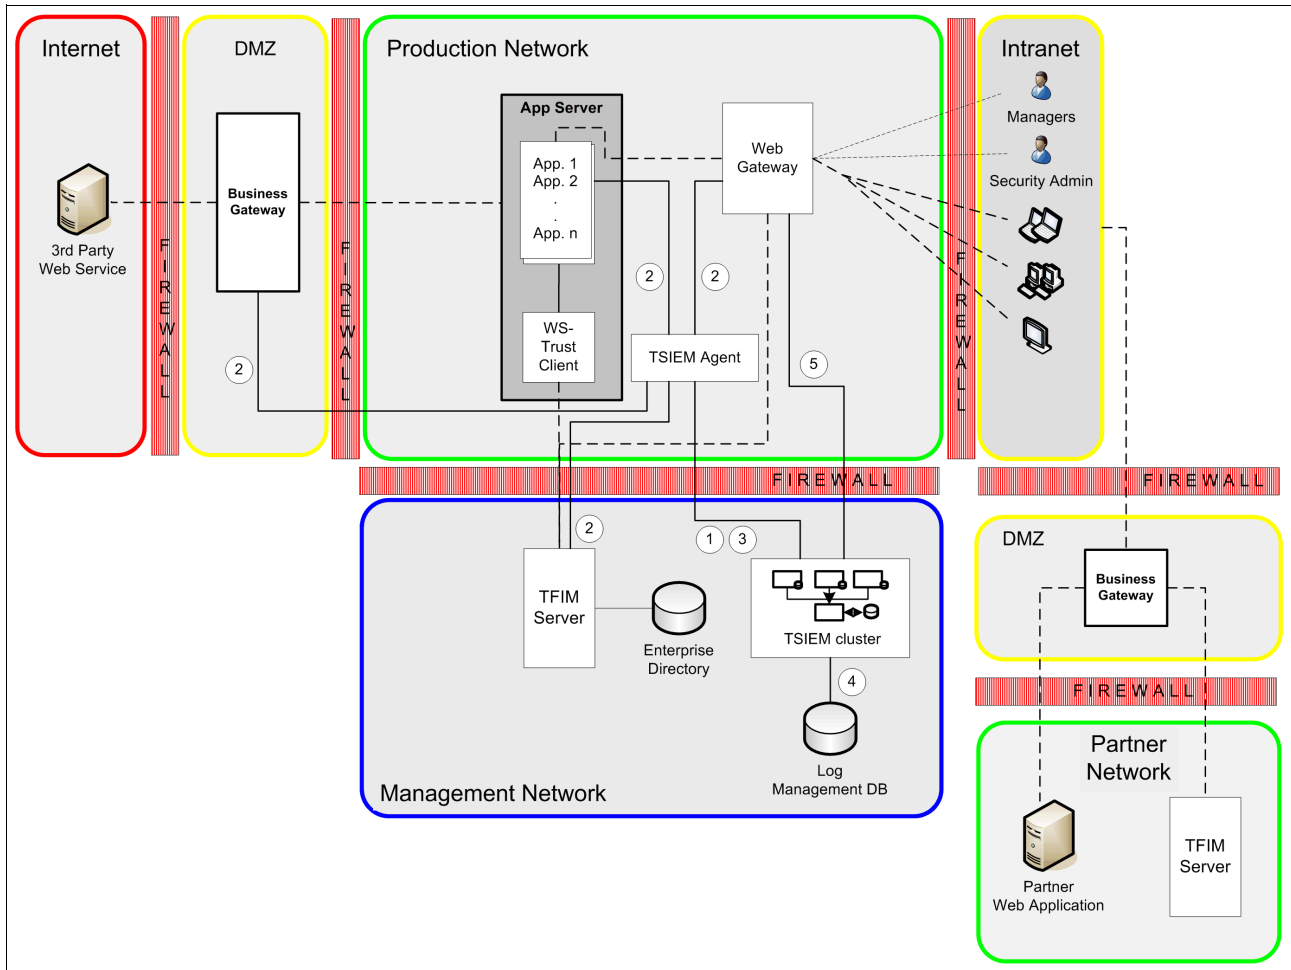 Internet
DMZ
Production Network
Intranet
App Server
App. 1
App. 2
.
.
App. n
Web
Gateway
Managers
Security Admin
Business
Gateway
3rd Party
Web Service
FIREWALL
FIREWALL
FIREWALL
WS-
Trust
Client
TSIEM Agent
2
2
2
5
FIREWALL
FIREWALL
2
1
3
TFIM
Server
Enterprise
Directory
TSIEM cluster
4
Log
Management DB
Management Network
DMZ
Business
Gateway
FIREWALL
Partner
Network
Partner
Web Application
TFIM
Server